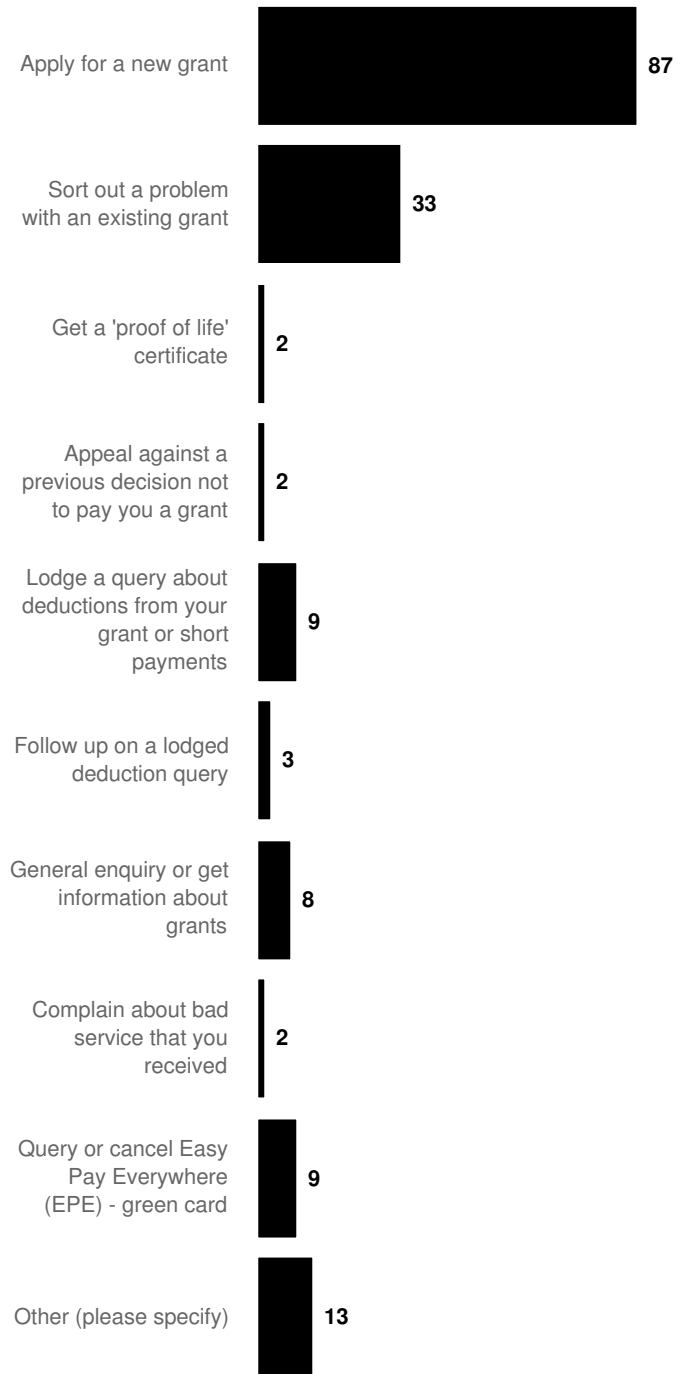 Apply for a new grant
87
Sort out a problem
with an existing grant
33
Get a 'proof of life'
certificate
2
Appeal against a
previous decision not
to pay you a grant
2
Lodge a query about
deductions from your
grant or short
payments
9
Follow up on a lodged
deduction query
3
General enquiry or get
information about
grants
8
Complain about bad
service that you
received
2
Query or cancel Easy
Pay Everywhere
(EPE) - green card
9
Other (please specify)
13